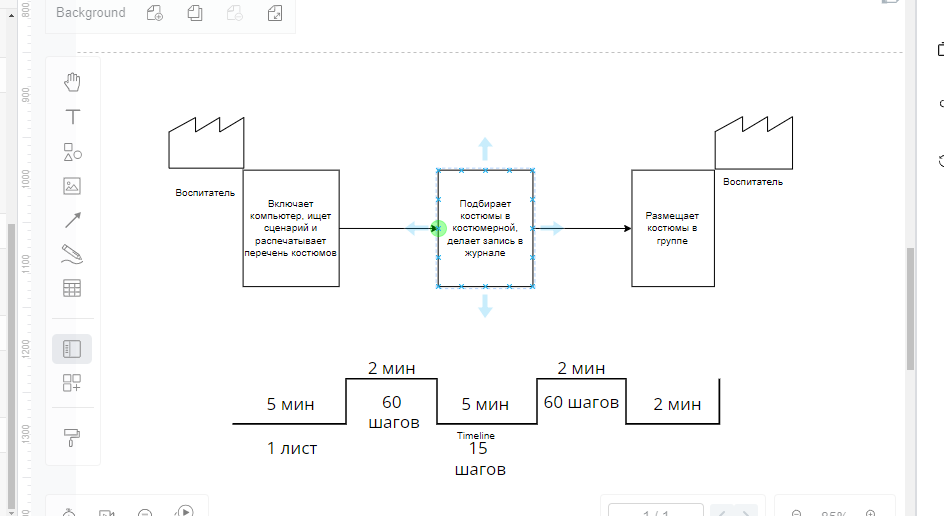 Background
800
900
1000
1100
1200
1300
Воспитатель
Включает
компьютер, ищет
сценарий и
распечатывает
перечень костюмов
Подбирает
костюмы в
костюмерной,
делает запись в
журнале
Размещает
костюмы в
группе
Воспитатель
5 мин
2 мин
60
шагов
5 мин
2 мин
60 шагов
2 мин
1 лист
Timeline
15
шагов
1 / 1
85%